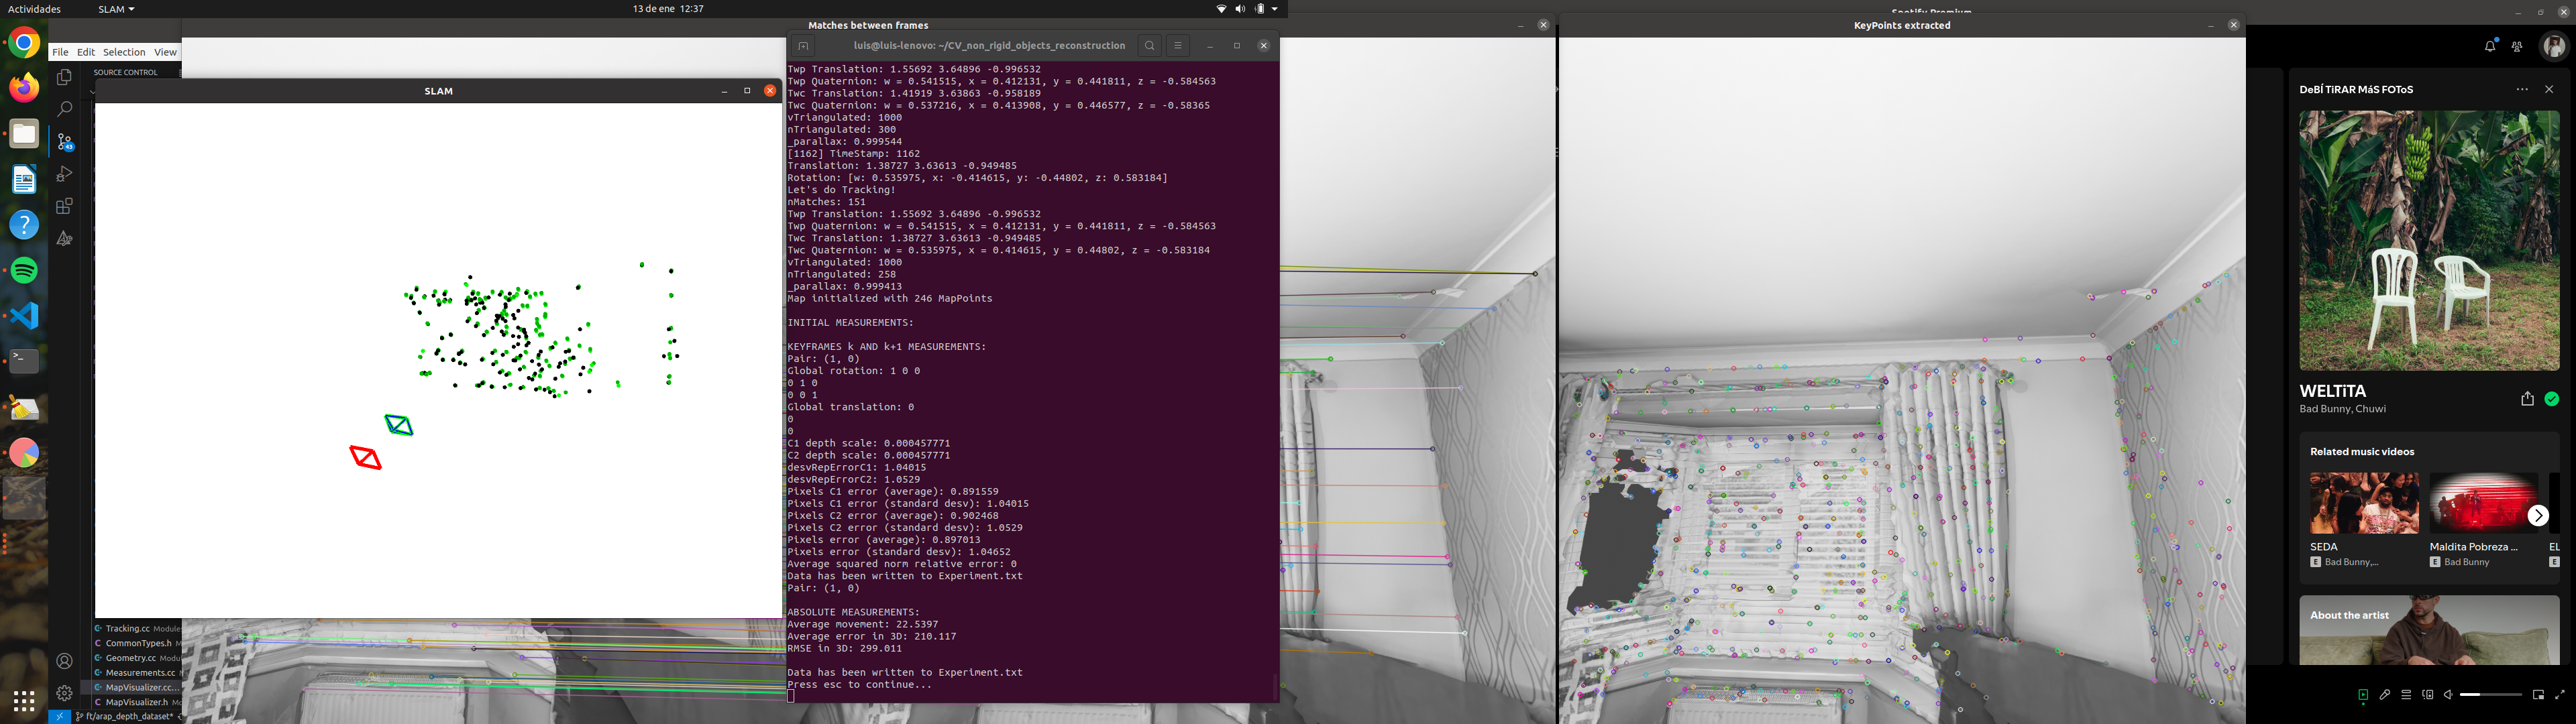 Actividades
SLAM
13 de ene 12:37
Matches between frames
Spotify Premium
KeyPoints extracted
File Edit Selection View
SOURCE CONTROL
43
SLAM
luis@luis-lenovo: ~/CV_non_rigid_objects_reconstruction
Twp Translation: 1.55692 3.64896 -0.996532
Twp Quaternion: w = 0.541515, x = 0.412131, y = 0.441811, z = -0.584563
Twc Translation: 1.41919 3.63863 -0.958189
Twc Quaternion: w = 0.537216, x = 0.413908, y = 0.446577, z = -0.58365
vTriangulated: 1000
nTriangulated: 300
_parallax: 0.999544
[1162] TimeStamp: 1162
Translation: 1.38727 3.63613 -0.949485
Rotation: [w: 0.535975, x: -0.414615, y: -0.44802, z: 0.583184]
Let's do Tracking!
nMatches: 151
Twp Translation: 1.55692 3.64896 -0.996532
Twp Quaternion: w = 0.541515, x = 0.412131, y = 0.441811, z = -0.584563
Twc Translation: 1.38727 3.63613 -0.949485
Twc Quaternion: w = 0.535975, x = 0.414615, y = 0.44802, z = -0.583184
vTriangulated: 1000
nTriangulated: 258
_parallax: 0.999413
Map initialized with 246 MapPoints
INITIAL MEASUREMENTS:
KEYFRAMES k AND k+1 MEASUREMENTS:
Pair: (1, 0)
Global rotation: 1 0 0
0 1 0
0 0 1
Global translation: 0
0
0
C1 depth scale: 0.000457771
C2 depth scale: 0.000457771
desvRepErrorC1: 1.04015
desvRepErrorC2: 1.0529
Pixels C1 error (average): 0.891559
Pixels C1 error (standard desv): 1.04015
Pixels C2 error (average): 0.902468
Pixels C2 error (standard desv): 1.0529
Pixels error (average): 0.897013
Pixels error (standard desv): 1.04652
Average squared norm relative error: 0
Data has been written to Experiment.txt
Pair: (1, 0)
ABSOLUTE MEASUREMENTS:
Average movement: 22.5397
Average error in 3D: 210.117
RMSE in 3D: 299.011
Data has been written to Experiment.txt
Press esc to continue...
Tracking.cc Module
CommonTypes.h M
Geometry.cc Modul
Measurements.cc
MapVisualizer.cc...
MapVisualizer.h Mo
ft/arap_depth_dataset*
DeBÍ TiRAR MáS FOToS
WELTiTA
Bad Bunny, Chuwi
Related music videos
SEDA
E Bad Bunny,...
Maldita Pobreza ...
E Bad Bunny
EL
E
About the artist